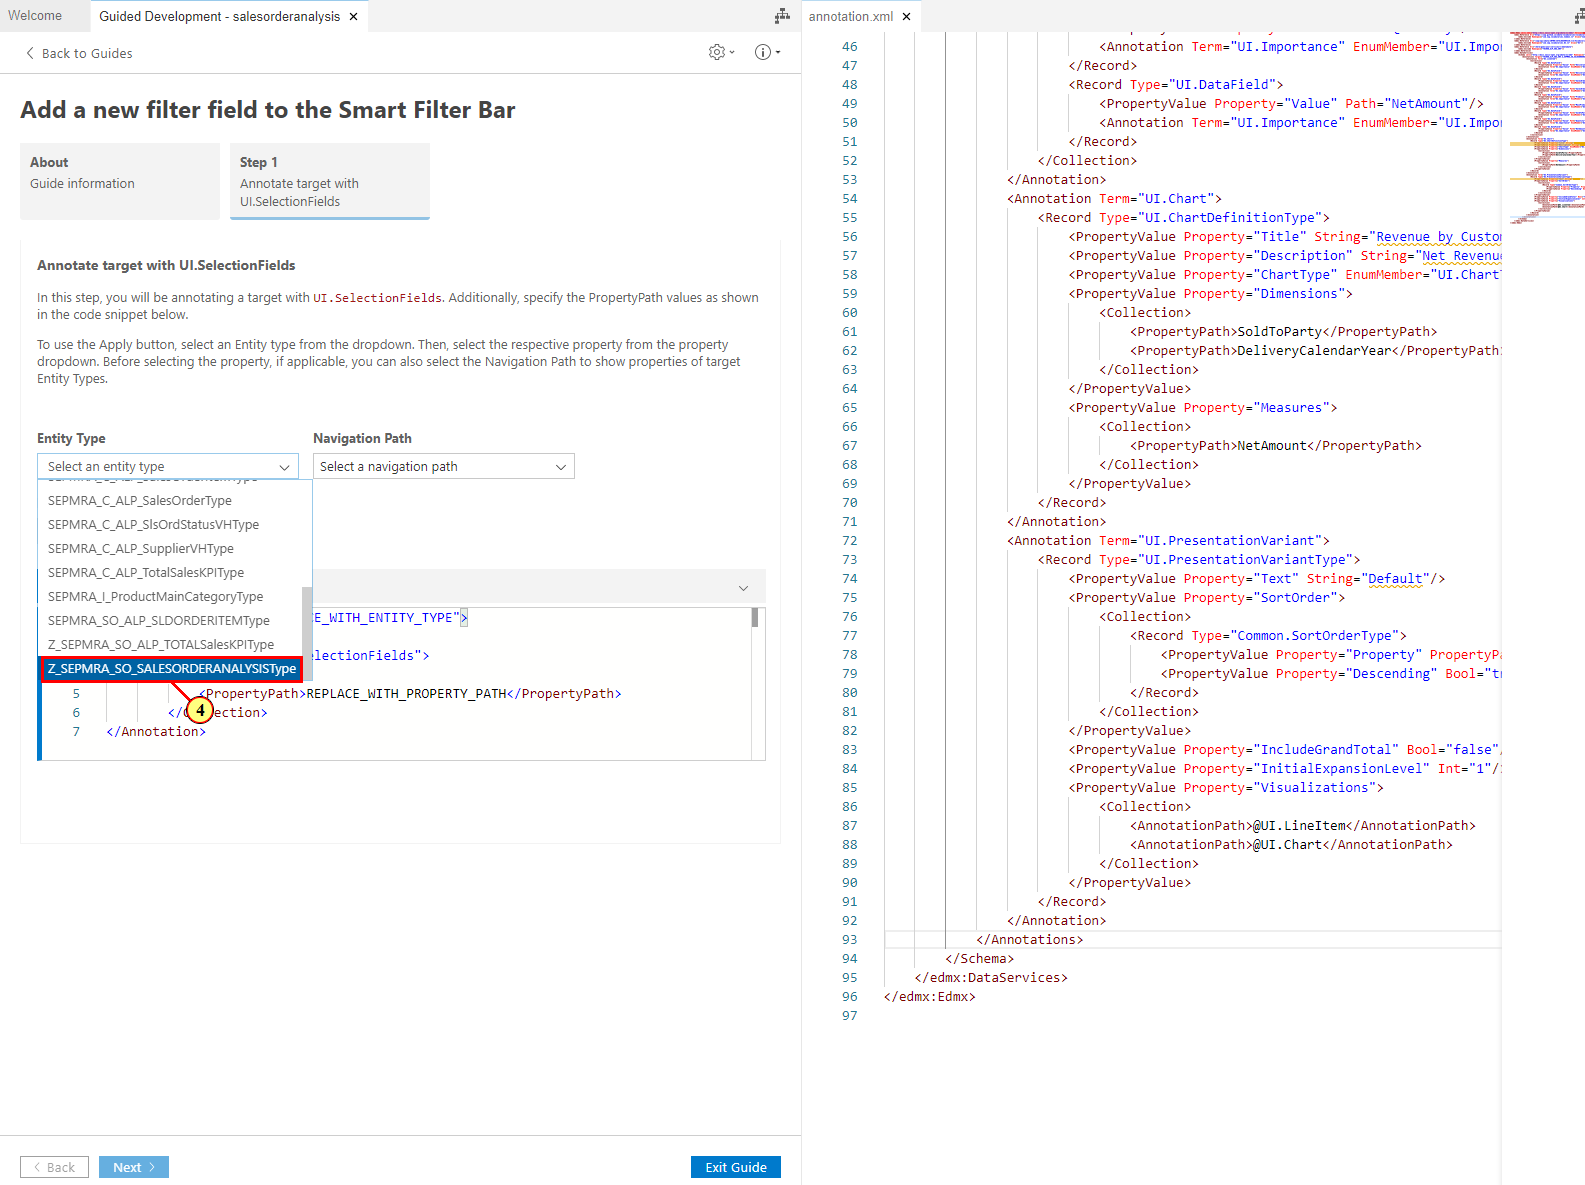 Welcome
Guided Development - salesorderanalysis
Back to Guides
Add a new filter field to the Smart Filter Bar
About
Guide information
Step 1
Annotate target with
UI.SelectionFields
Annotate target with UI.SelectionFields
In this step, you will be annotating a target with UI.SelectionFields. Additionally, specify the PropertyPath values as shown
in the code snippet below.
To use the Apply button, select an Entity type from the dropdown. Then, select the respective property from the property
dropdown. Before selecting the property, if applicable, you can also select the Navigation Path to show properties of target
Entity Types.
Entity Type
Navigation Path
Select an entity type
Select a navigation path
SEPMRA_C_ALP_SalesOrderType
SEPMRA_C_ALP_SlsOrdStatusVHType
SEPMRA_C_ALP_SupplierVHType
SEPMRA_C_ALP_TotalSalesKPIType
SEPMRA_I_ProductMainCategoryType
SEPMRA_SO_ALP_SLDORDERITEMType
Z_SEPMRA_SO_ALP_TOTALSalesKPIType
Z_SEPMRA_SO_SALESORDERANALYSISType
CE_WITH_ENTITY_TYPE">
lectionFields">
5 <PropertyPath>REPLACE_WITH_PROPERTY_PATH</PropertyPath>
4
6 </C ection>
7 </Annotation>
Back
Next
Exit Guide
annotation.xml
46 <Annotation Term="UI.Importance" EnumMember="UI.Impor
47 </Record>
48 <Record Type="UI.DataField">
49 <PropertyValue Property="Value" Path="NetAmount"/>
50 <Annotation Term="UI.Importance" EnumMember="UI.Impor
51 </Record>
52 </Collection>
53 </Annotation>
54 <Annotation Term="UI.Chart">
55 <Record Type="UI.ChartDefinitionType">
56 <PropertyValue Property="Title" String="Revenue by Custom
57 <PropertyValue Property="Description" String="Net Revenue
58 <PropertyValue Property="ChartType" EnumMember="UI.ChartT
59 <PropertyValue Property="Dimensions">
60 <Collection>
61 <PropertyPath>SoldToParty</PropertyPath>
62 <PropertyPath>DeliveryCalendarYear</PropertyPath>
63 </Collection>
64 </PropertyValue>
65 <PropertyValue Property="Measures">
66 <Collection>
67 <PropertyPath>NetAmount</PropertyPath>
68 </Collection>
69 </PropertyValue>
70 </Record>
71 </Annotation>
72 <Annotation Term="UI.PresentationVariant">
73 <Record Type="UI.PresentationVariantType">
74 <PropertyValue Property="Text" String="Default"/>
75 <PropertyValue Property="SortOrder">
76 <Collection>
77 <Record Type="Common.SortOrderType">
78 <PropertyValue Property="Property" PropertyPa
79 <PropertyValue Property="Descending" Bool="tr
80 </Record>
81 </Collection>
82 </PropertyValue>
83 <PropertyValue Property="IncludeGrandTotal" Bool="false"/
84 <PropertyValue Property="InitialExpansionLevel" Int="1"/>
85 <PropertyValue Property="Visualizations">
86 <Collection>
87 <AnnotationPath>@UI.LineItem</AnnotationPath>
88 <AnnotationPath>@UI.Chart</AnnotationPath>
89 </Collection>
90 </PropertyValue>
91 </Record>
92 </Annotation>
93 </Annotations>
94 </Schema>
95 </edmx:DataServices>
96 </edmx:Edmx>
97